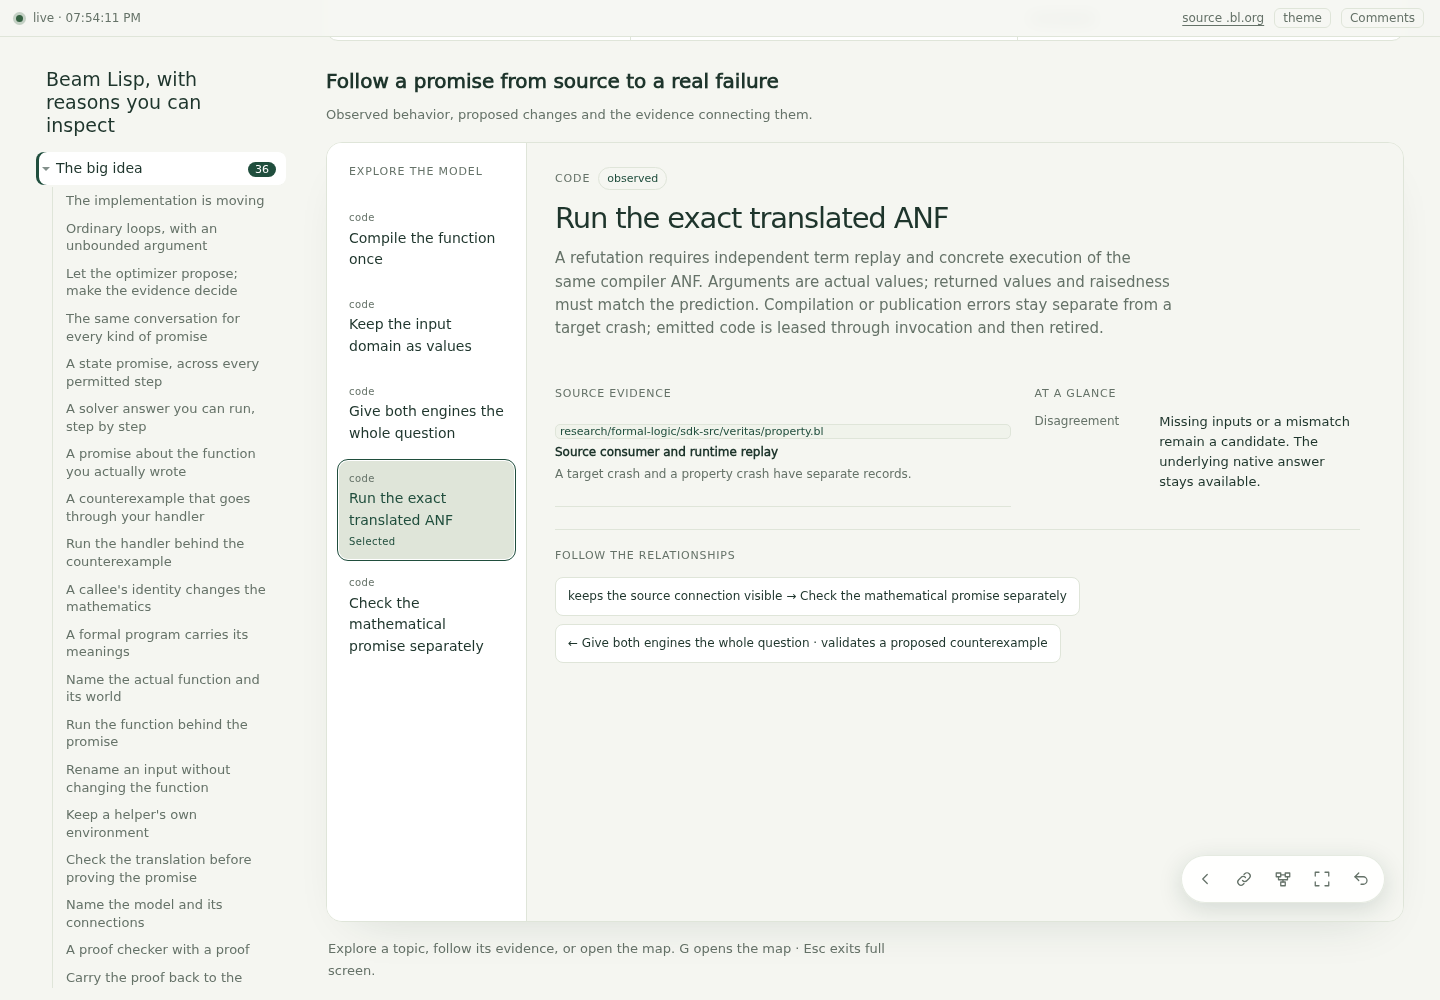 live · 07:54:11 PM
source .bl.org
theme
Comments
Beam Lisp, with
reasons you can
inspect
The big idea
36
The implementation is moving
Ordinary loops, with an
unbounded argument
Let the optimizer propose;
make the evidence decide
The same conversation for
every kind of promise
A state promise, across every
permitted step
A solver answer you can run,
step by step
A promise about the function
you actually wrote
A counterexample that goes
through your handler
Run the handler behind the
counterexample
A callee's identity changes the
mathematics
A formal program carries its
meanings
Name the actual function and
its world
Run the function behind the
promise
Rename an input without
changing the function
Keep a helper's own
environment
Check the translation before
proving the promise
Name the model and its
connections
A proof checker with a proof
Carry the proof back to the
Follow a promise from source to a real failure
Observed behavior, proposed changes and the evidence connecting them.
EXPLORE THE MODEL
code
Compile the function
once
code
Keep the input
domain as values
code
Give both engines the
whole question
code
Run the exact
translated ANF
Selected
code
Check the
mathematical
promise separately
CODE
observed
Run the exact translated ANF
A refutation requires independent term replay and concrete execution of the
same compiler ANF. Arguments are actual values; returned values and raisedness
must match the prediction. Compilation or publication errors stay separate from a
target crash; emitted code is leased through invocation and then retired.
SOURCE EVIDENCE
research/formal-logic/sdk-src/veritas/property.bl
Source consumer and runtime replay
A target crash and a property crash have separate records.
AT A GLANCE
Disagreement
Missing inputs or a mismatch
remain a candidate. The
underlying native answer
stays available.
FOLLOW THE RELATIONSHIPS
keeps the source connection visible → Check the mathematical promise separately
← Give both engines the whole question · validates a proposed counterexample
Explore a topic, follow its evidence, or open the map. G opens the map · Esc exits full
screen.